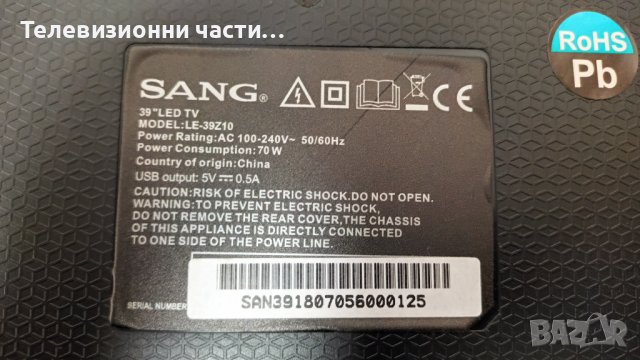 Телевизионни части...
RoHS
Pb
SANG®
39"LED TV
MODEL:LE-39Z10
Power Rating:AC 100-240V~ 50/60Hz
Power Consumption:70W
Country of origin:China
USB output: 5V⎓0.5A
CAUTION:RISK OF ELECTRIC SHOCK.DO NOT OPEN.
WARNING:TO PREVENT ELECTRIC SHOCK,
DO NOT REMOVE THE REAR COVER,THE CHASSIS
OF THIS APPLIANCE IS DIRECTLY CONNECTED
TO ONE SIDE OF THE POWER LINE.
SERIAL NUMBER
SAN391807056000125
BAZAR